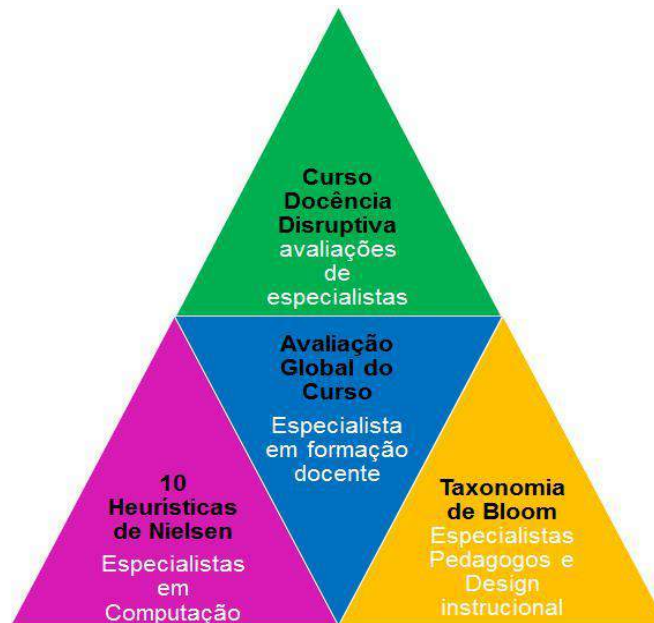 Curso
Docência
Disruptiva
avaliações
de
especialistas
Avaliação
Global do
Curso
Especialista
em formação
docente
10
Heurísticas
de Nielsen
Especialistas
em
Computação
Taxonomia
de Bloom
Especialistas
Pedagogos e
Design
instrucional